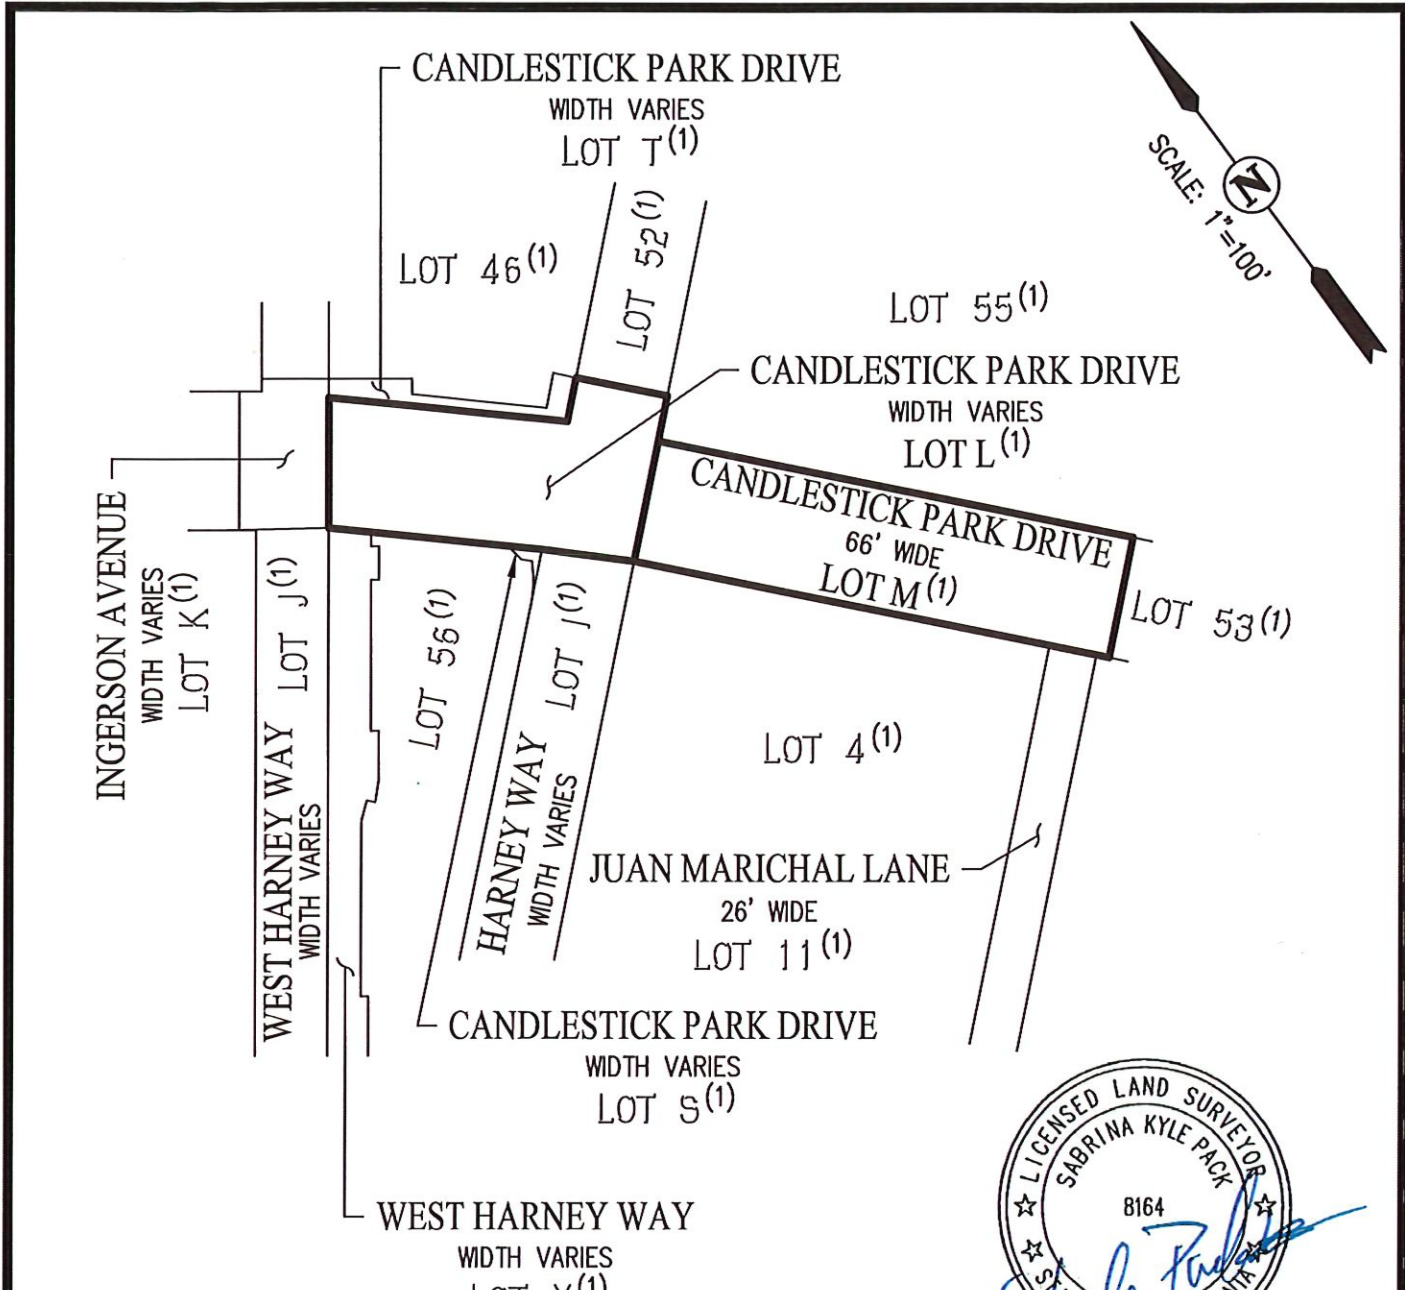 CANDLESTICK PARK DRIVE
WIDTH VARIES
LOT T(1)
SCALE: 1"=100'
N
LOT 46(1)
LOT 52(1)
LOT 55(1)
CANDLESTICK PARK DRIVE
WIDTH VARIES
LOT L(1)
CANDLESTICK PARK DRIVE
66' WIDE
LOT M(1)
LOT 53(1)
INGERSON AVENUE
WIDTH VARIES
LOT K(1)
WEST HARNEY WAY LOT J(1)
WIDTH VARIES
LOT 56(1)
HARNEY WAY LOT I(1)
WIDTH VARIES
LOT 4(1)
JUAN MARICHAL LANE
26' WIDE
LOT 11(1)
CANDLESTICK PARK DRIVE
WIDTH VARIES
LOT S(1)
LICENSED LAND SURVEYOR
SABRINA KYLE PACK
8164
WEST HARNEY WAY
WIDTH VARIES